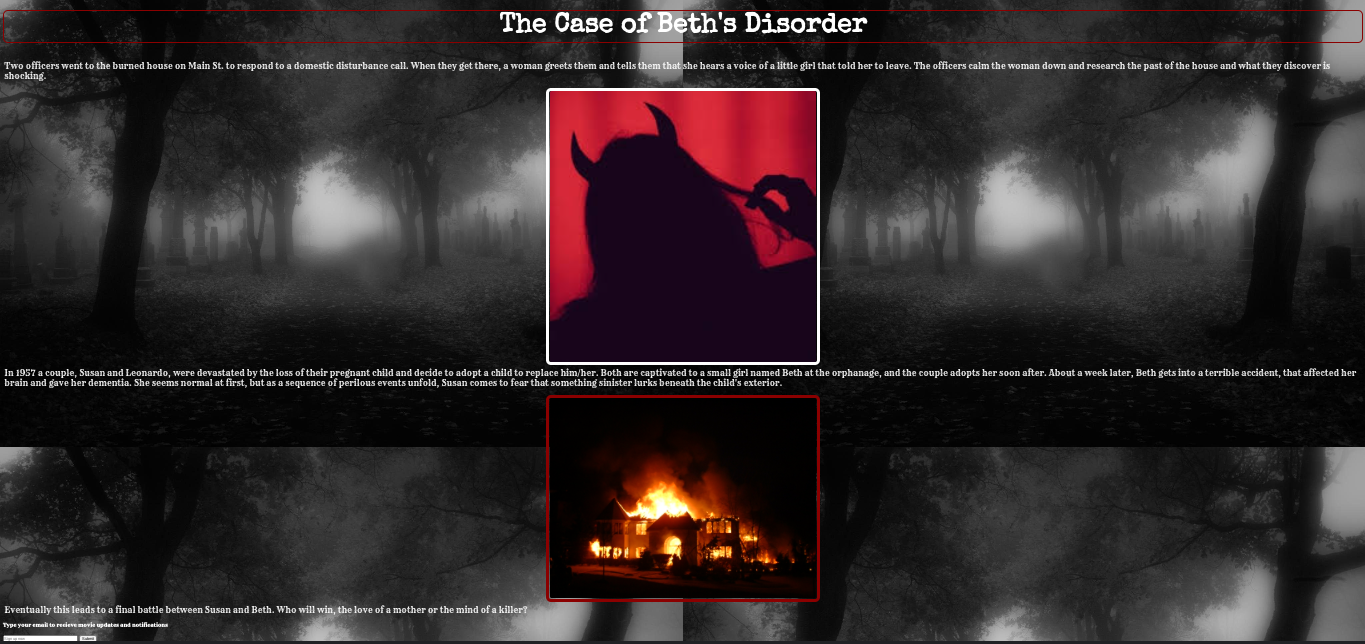 The Case of Beth's Disorder
Two officers went to the burned house on Main St. to respond to a domestic disturbance call. When they get there, a woman greets them and tells them that she hears a voice of a little girl that told her to leave. The officers calm the woman down and research the past of the house and what they discover is
shocking.
In 1957 a couple, Susan and Leonardo, were devastated by the loss of their pregnant child and decide to adopt a child to replace him/her. Both are captivated to a small girl named Beth at the orphanage, and the couple adopts her soon after. About a week later, Beth gets into a terrible accident, that affected her
brain and gave her dementia. She seems normal at first, but as a sequence of perilous events unfold, Susan comes to fear that something sinister lurks beneath the child's exterior.
Eventually this leads to a final battle between Susan and Beth. Who will win, the love of a mother or the mind of a killer?
Type your email to recieve movie updates and notifications
Submit